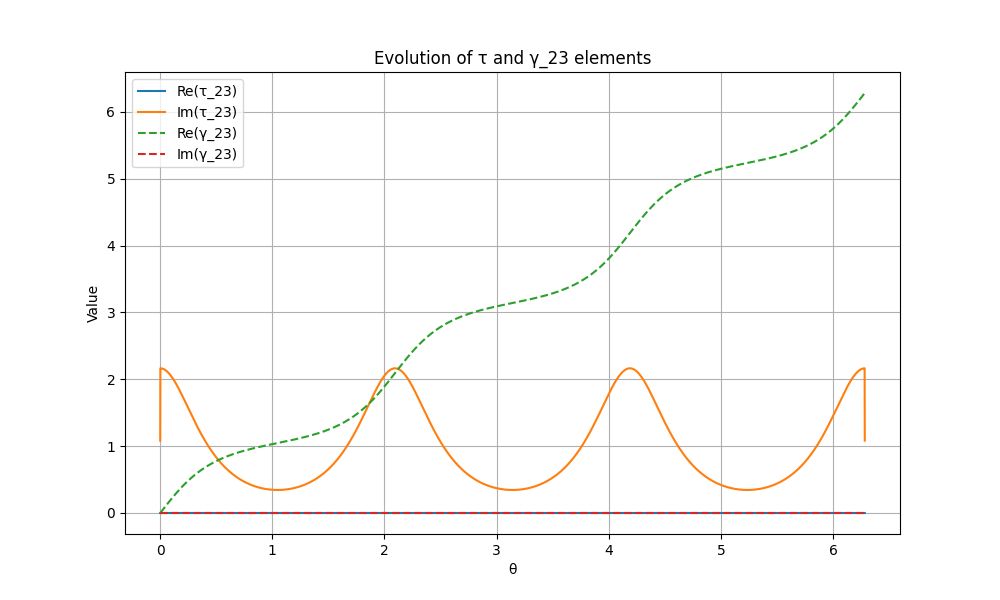 Evolution of τ and γ_23 elements
Re(τ_23)
Im(τ_23)
Re(γ_23)
Im(γ_23)
Value
6
5
4
3
2
1
0
0 1 2 3 4 5 6
θ